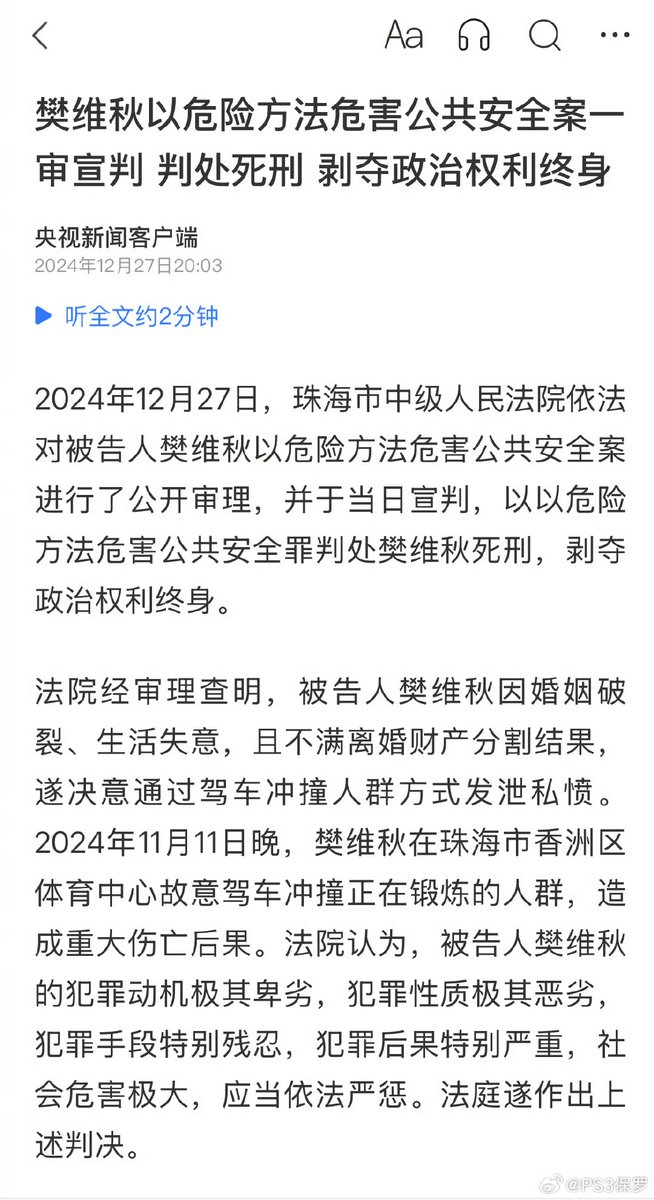 Aa
樊维秋以危险方法危害公共安全案一
审宣判 判处死刑 剥夺政治权利终身
央视新闻客户端
2024年12月27日20:03
听全文约2分钟
2024年12月27日，珠海市中级人民法院依法
对被告人樊维秋以危险方法危害公共安全案
进行了公开审理，并于当日宣判，以以危险
方法危害公共安全罪判处樊维秋死刑，剥夺
政治权利终身。
法院经审理查明，被告人樊维秋因婚姻破
裂、生活失意，且不满离婚财产分割结果，
遂决意通过驾车冲撞人群方式发泄私愤。
2024年11月11日晚，樊维秋在珠海市香洲区
体育中心故意驾车冲撞正在锻炼的人群，造
成重大伤亡后果。法院认为，被告人樊维秋
的犯罪动机极其卑劣，犯罪性质极其恶劣，
犯罪手段特别残忍，犯罪后果特别严重，社
会危害极大，应当依法严惩。法庭遂作出上
述判决。
@PS3保罗